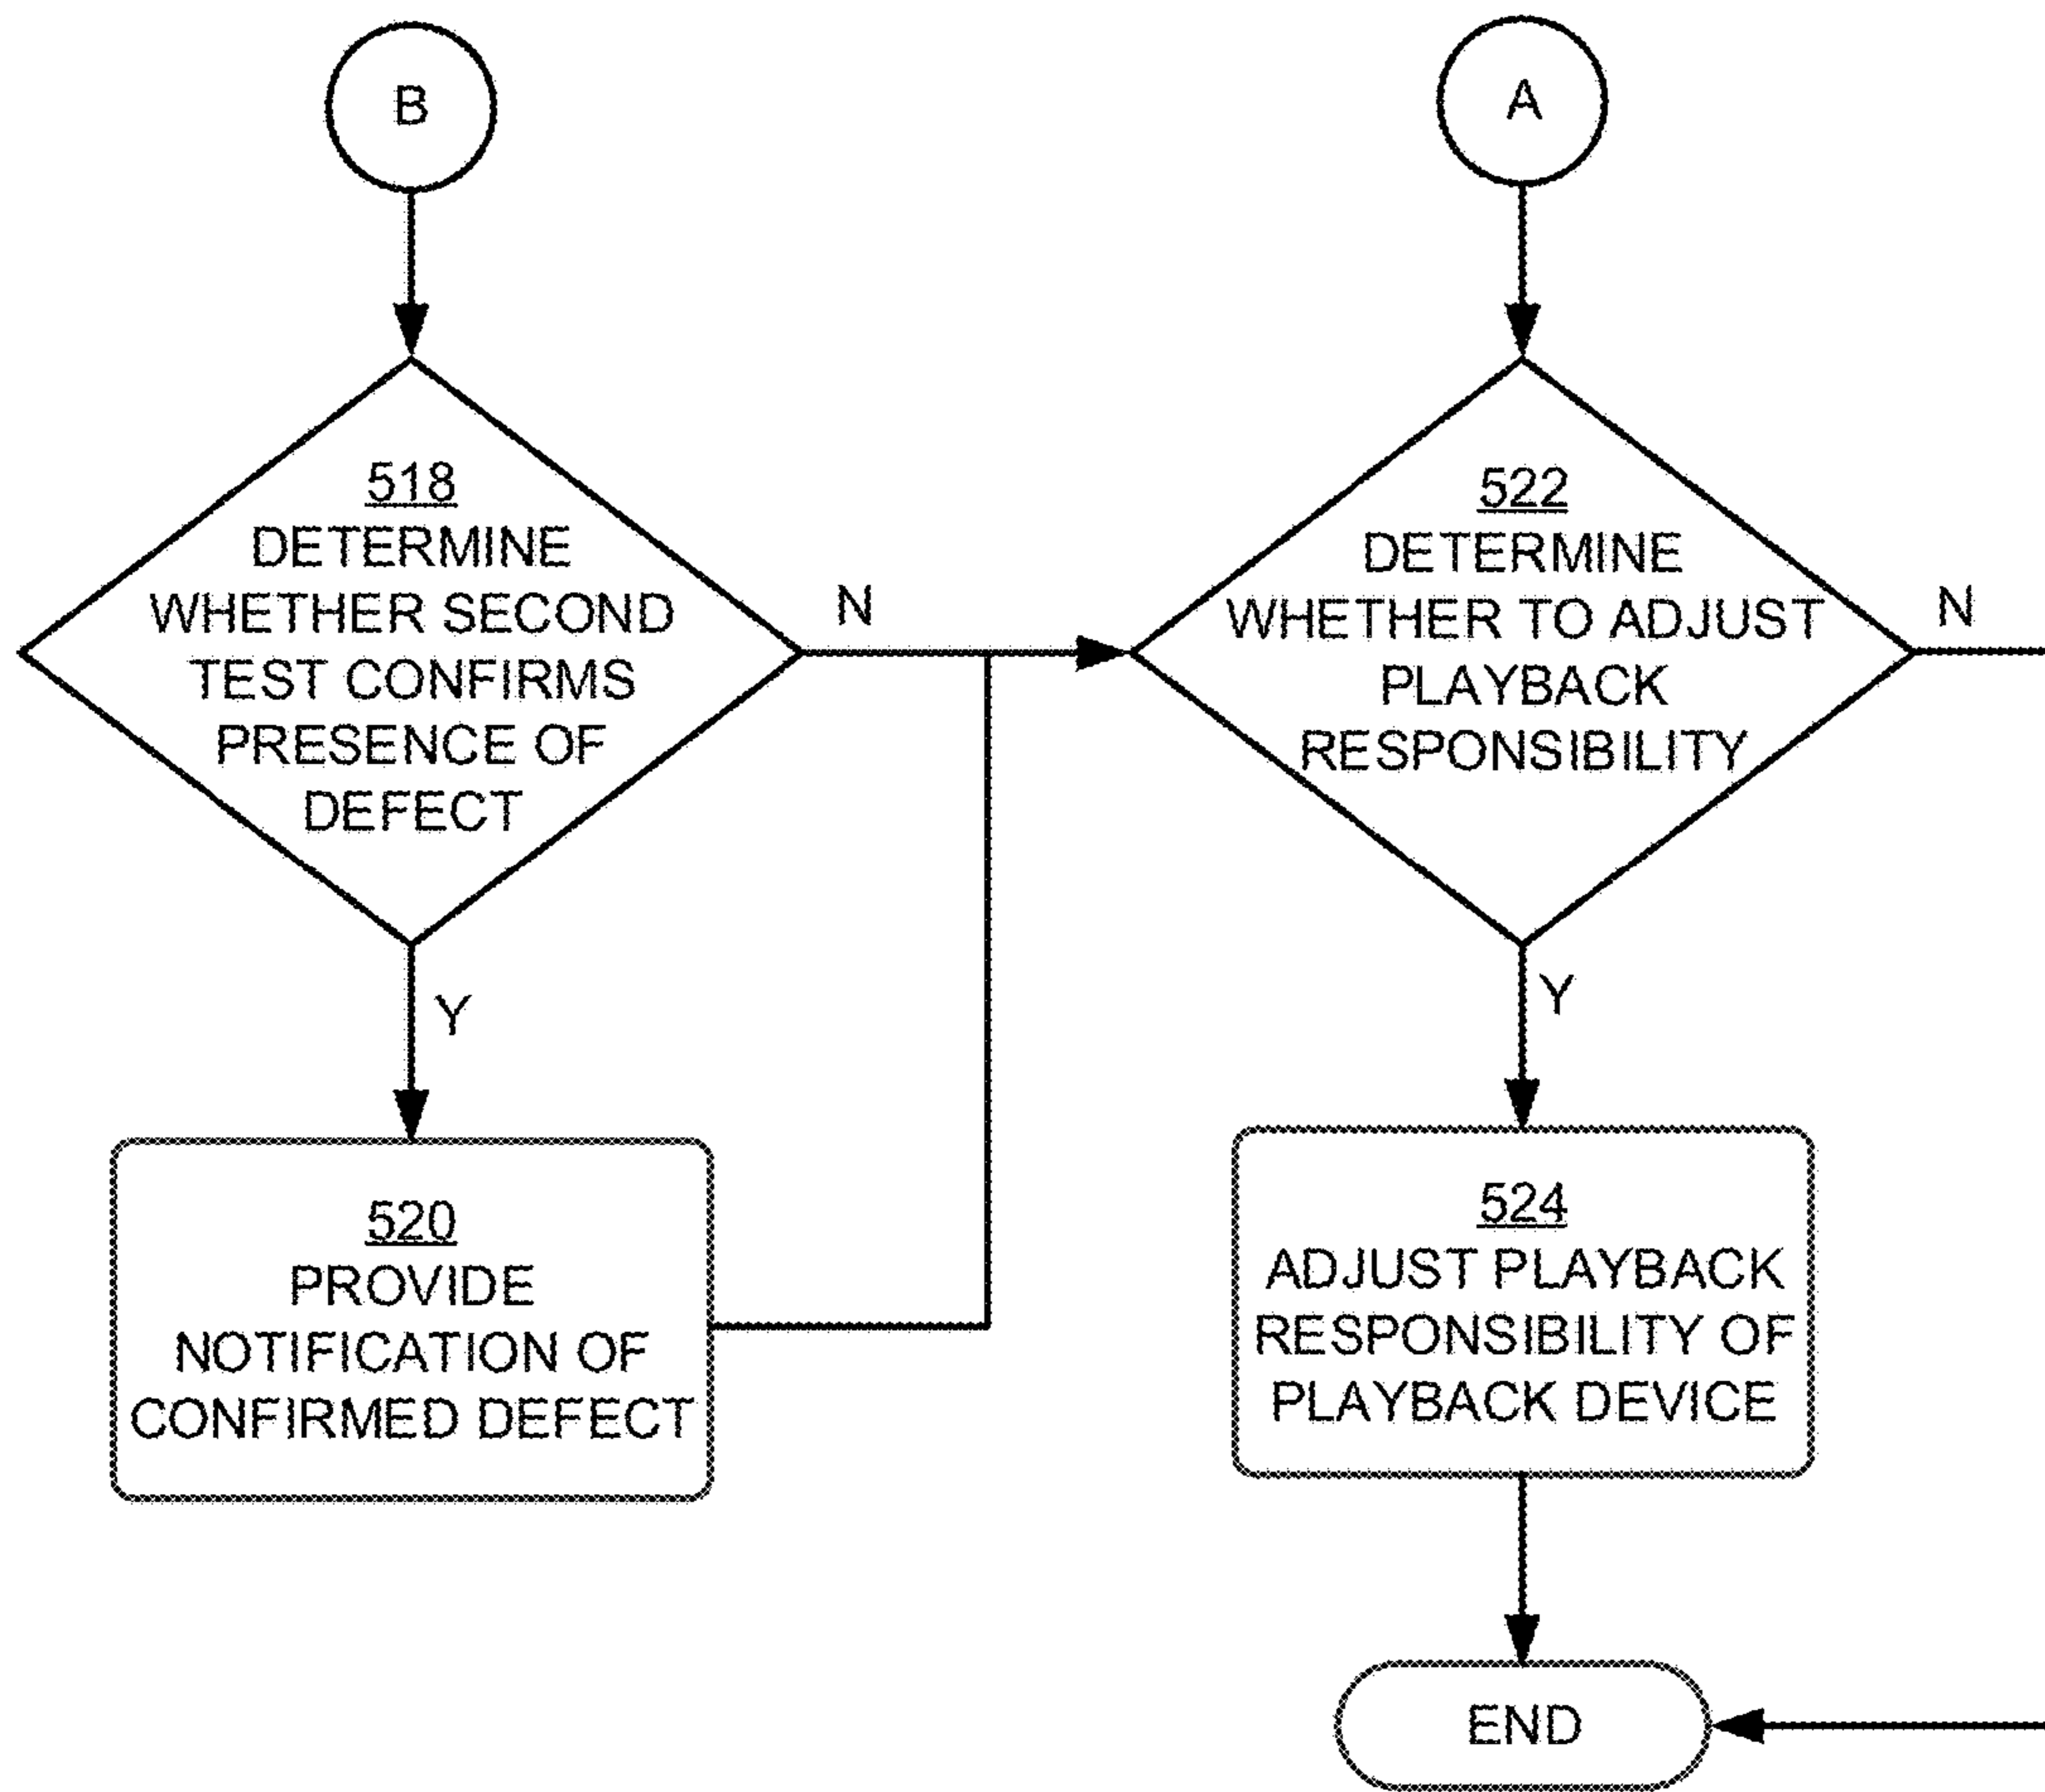 B
518
DETERMINE
WHETHER SECOND
TEST CONFIRMS
PRESENCE OF
DEFECT
N
Y
520
PROVIDE
NOTIFICATION OF
CONFIRMED DEFECT
A
522
DETERMINE
WHETHER TO ADJUST
PLAYBACK
RESPONSIBILITY
N
Y
524
ADJUST PLAYBACK
RESPONSIBILITY OF
PLAYBACK DEVICE
END